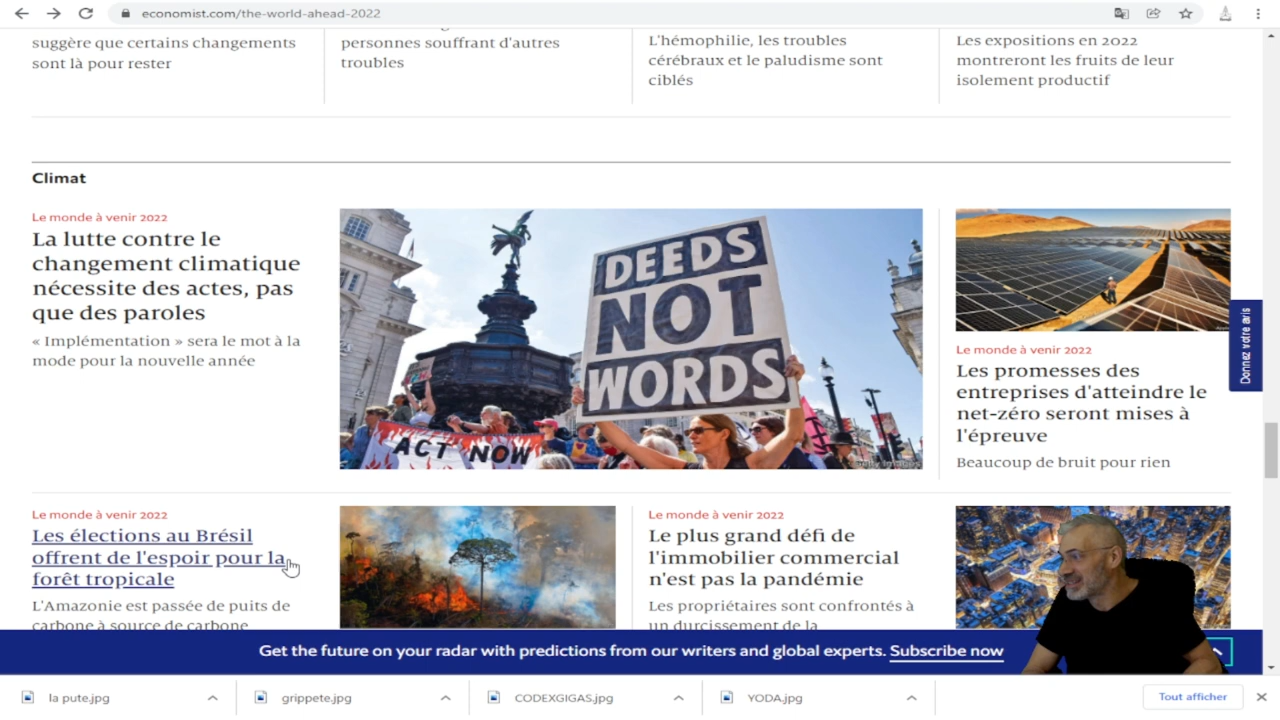 economist.com/the-world-ahead-2022
suggère que certains changements
sont là pour rester
personnes souffrant d'autres
troubles
L'hémophilie, les troubles
cérébraux et le paludisme sont
ciblés
Les expositions en 2022
montreront les fruits de leur
isolement productif
Climat
Le monde à venir 2022
La lutte contre le
changement climatique
nécessite des actes, pas
que des paroles
« Implémentation » sera le mot à la
mode pour la nouvelle année
DEEDS
NOT
WORDS
ACT NOW
Le monde à venir 2022
Les promesses des
entreprises d'atteindre le
net-zéro seront mises à
l'épreuve
Beaucoup de bruit pour rien
Donnez votre avis
Le monde à venir 2022
Les élections au Brésil
offrent de l'espoir pour la
forêt tropicale
L'Amazonie est passée de puits de
carbone à source de carbone
Le monde à venir 2022
Le plus grand défi de
l'immobilier commercial
n'est pas la pandémie
Les propriétaires sont confrontés à
un durcissement de la
Get the future on your radar with predictions from our writers and global experts. Subscribe now
la pute.jpg
grippete.jpg
CODEXGIGAS.jpg
YODA.jpg
Tout afficher